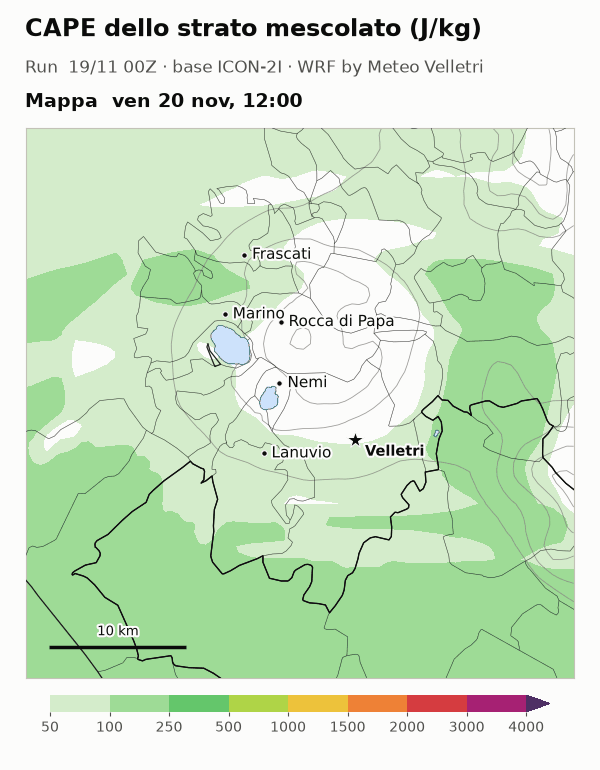 CAPE dello strato mescolato (J/kg)
Run  19/11 00Z · base ICON-2I · WRF by Meteo Velletri
Mappa  ven 20 nov, 12:00
Frascati
Marino
Rocca di Papa
Nemi
Velletri
Lanuvio
10 km
50 100 250 500 1000 1500 2000 3000 4000